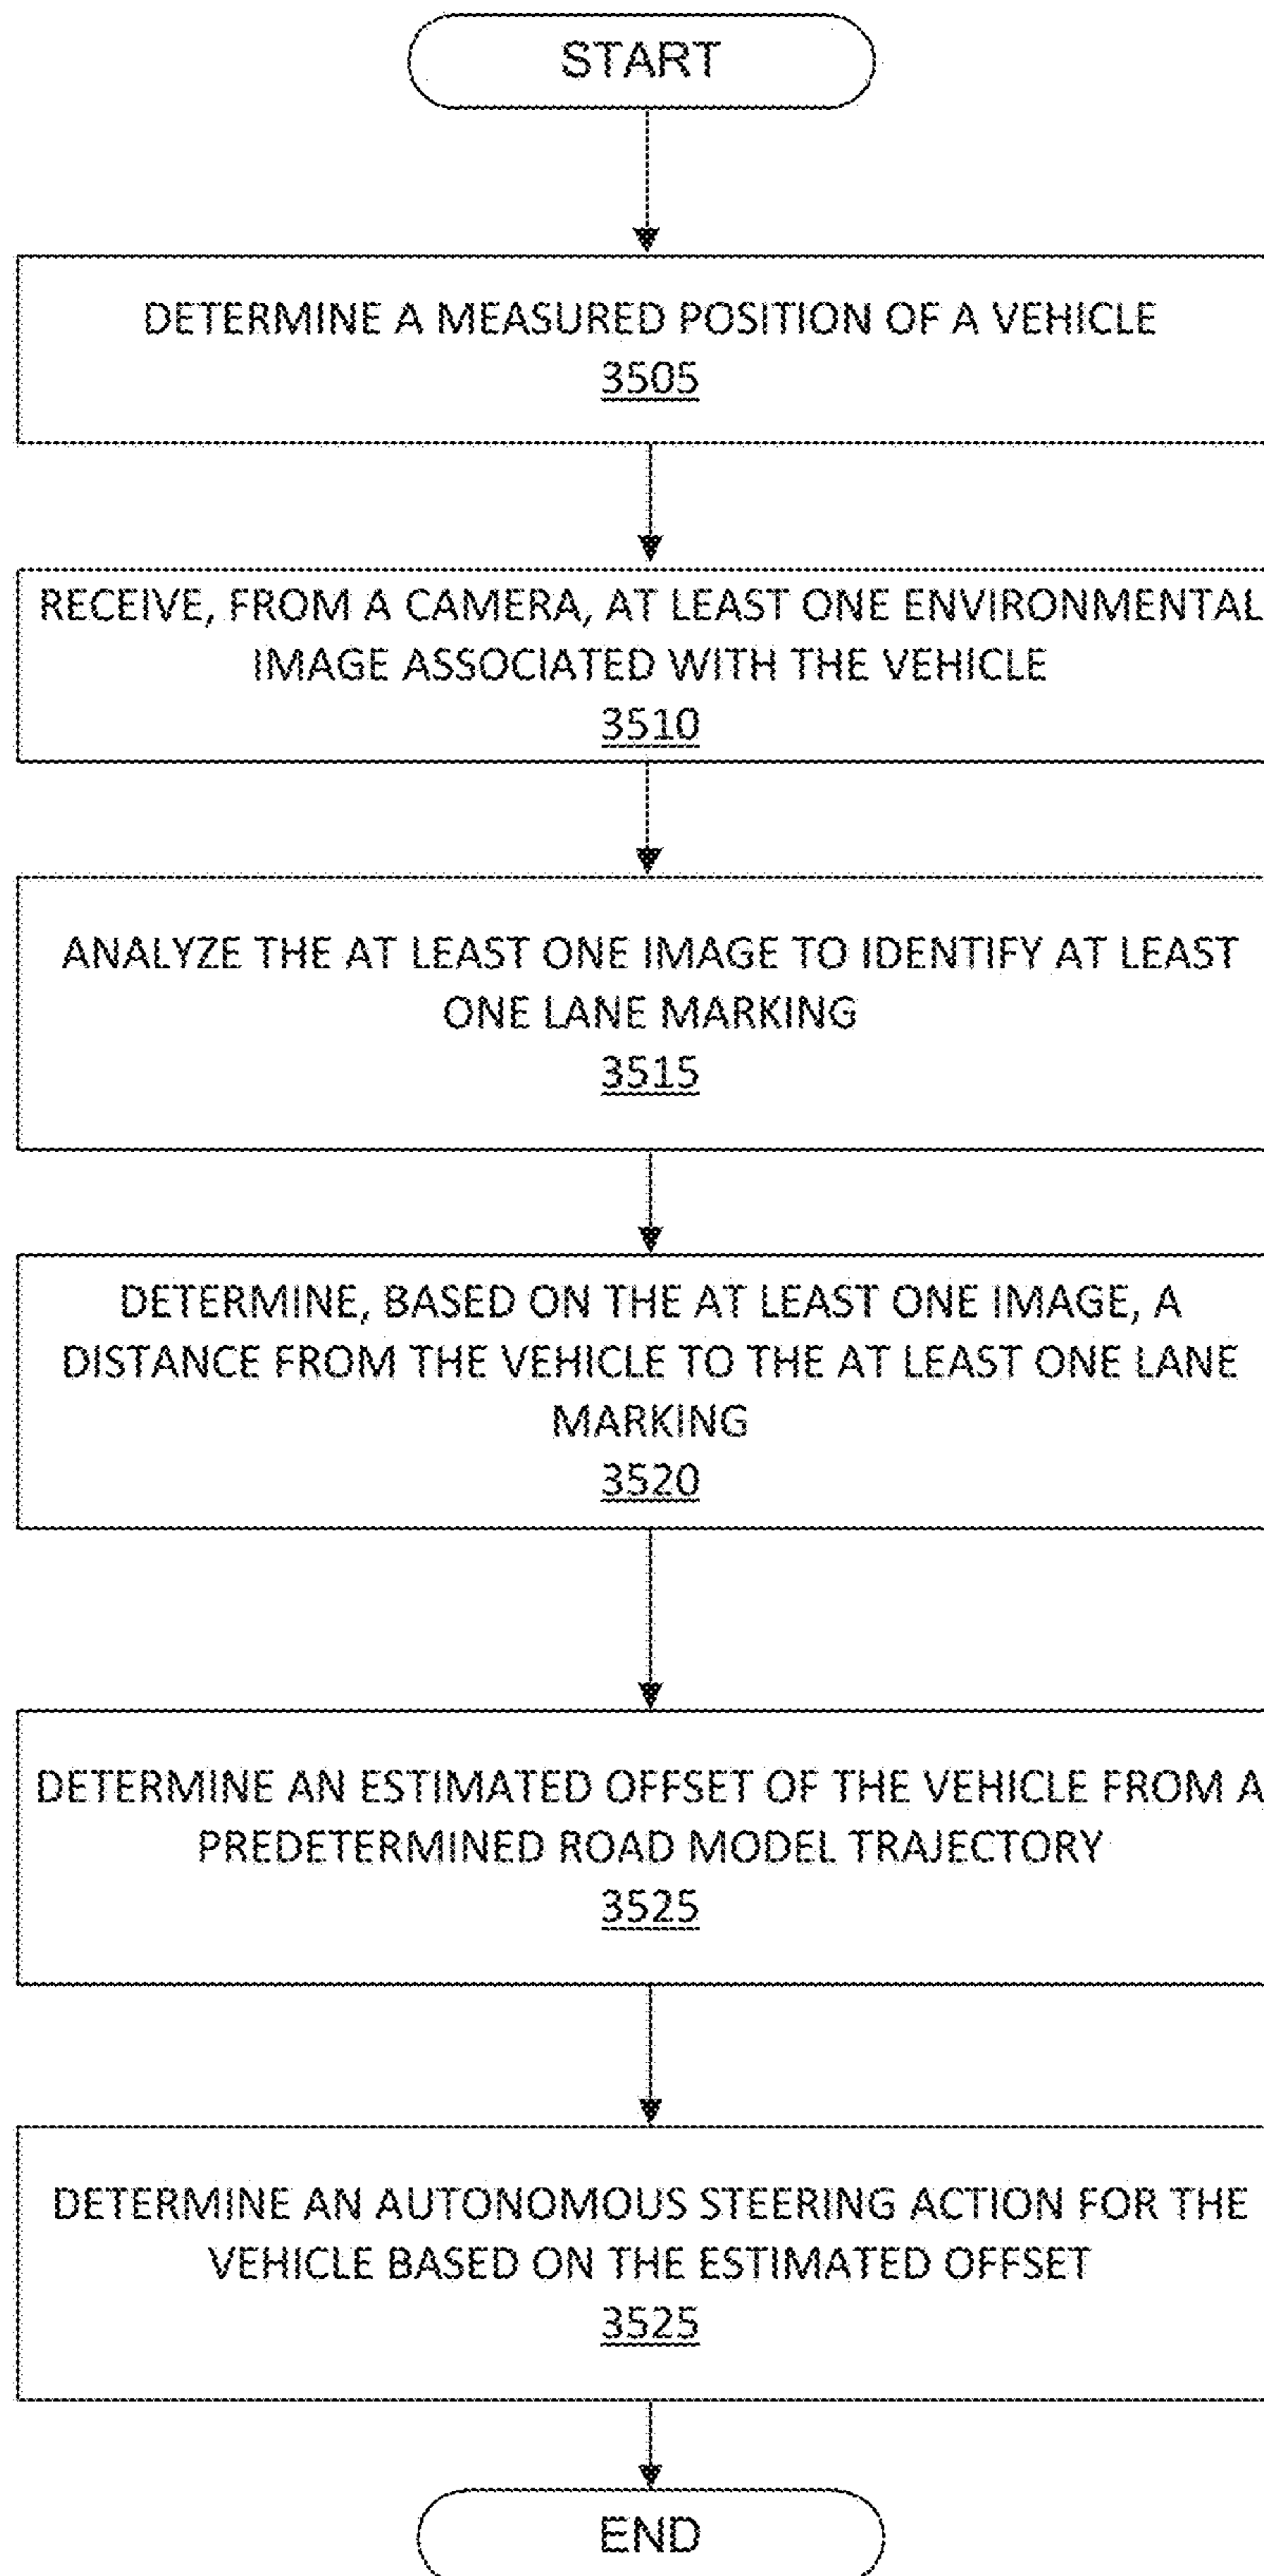 START
DETERMINE A MEASURED POSITION OF A VEHICLE
3505
RECEIVE, FROM A CAMERA, AT LEAST ONE ENVIRONMENTAL
IMAGE ASSOCIATED WITH THE VEHICLE
3510
ANALYZE THE AT LEAST ONE IMAGE TO IDENTIFY AT LEAST
ONE LANE MARKING
3515
DETERMINE, BASED ON THE AT LEAST ONE IMAGE, A
DISTANCE FROM THE VEHICLE TO THE AT LEAST ONE LANE
MARKING
3520
DETERMINE AN ESTIMATED OFFSET OF THE VEHICLE FROM A
PREDETERMINED ROAD MODEL TRAJECTORY
3525
DETERMINE AN AUTONOMOUS STEERING ACTION FOR THE
VEHICLE BASED ON THE ESTIMATED OFFSET
3525
END